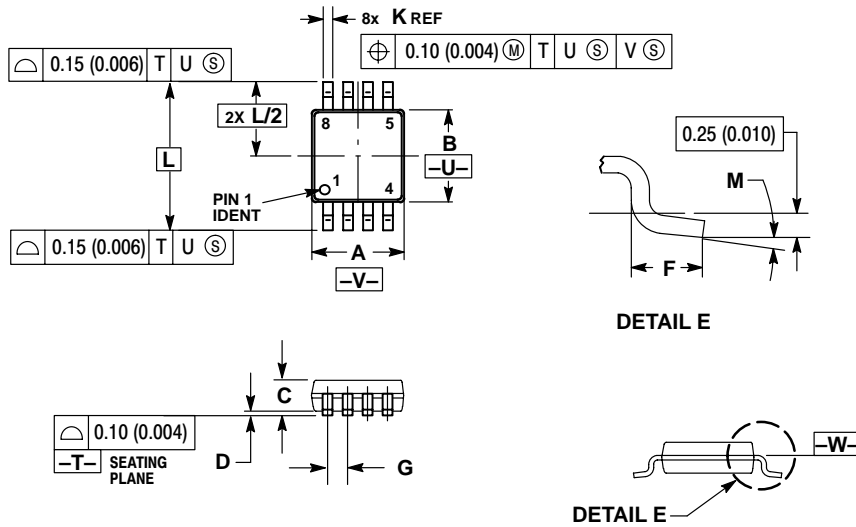 8x K REF
⌖ 0.10 (0.004) Ⓜ T U Ⓢ V Ⓢ
⌓ 0.15 (0.006) T U Ⓢ
2X L/2
L
8 5
B
–U–
1 4
PIN 1
IDENT
⌓ 0.15 (0.006) T U Ⓢ
A
–V–
0.25 (0.010)
M
F
DETAIL E
C
⌓ 0.10 (0.004)
–T– SEATING
PLANE
D
G
–W–
DETAIL E